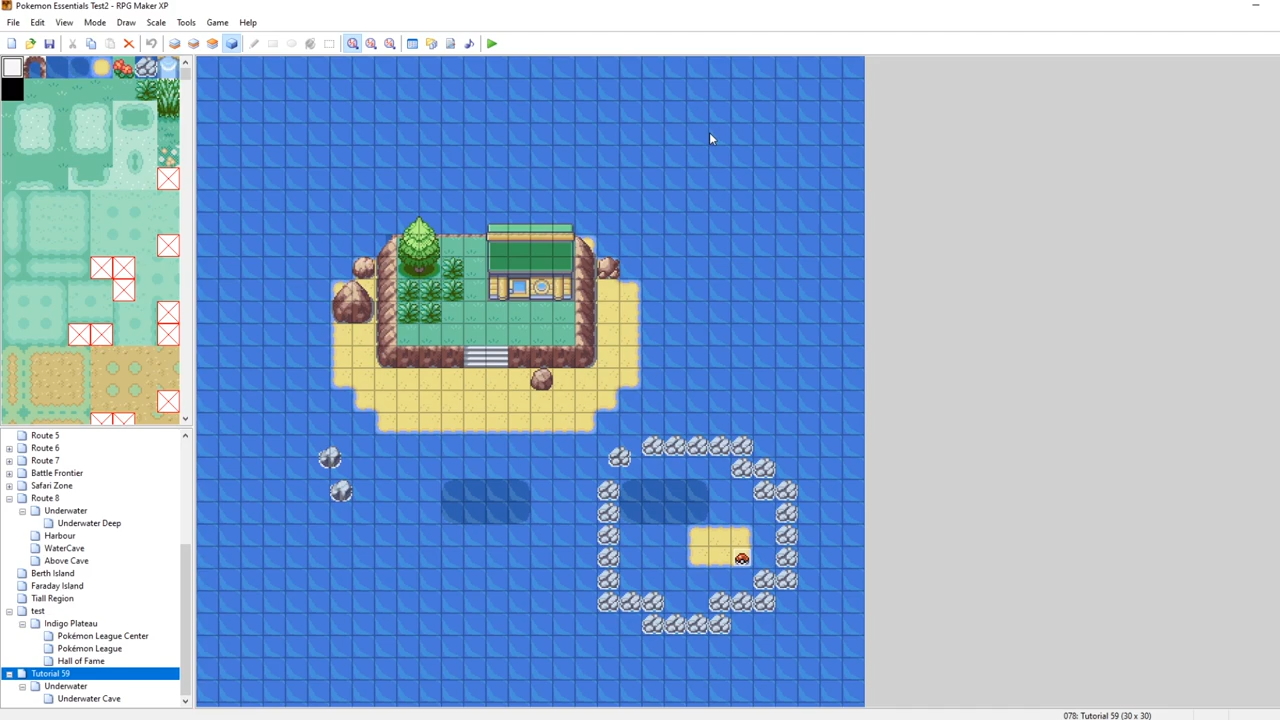 Pokemon Essentials Test2 - RPG Maker XP
File Edit View Mode Draw Scale Tools Game Help
Route 5
Route 6
Route 7
Battle Frontier
Safari Zone
Route 8
Underwater
Underwater Deep
Harbour
WaterCave
Above Cave
Berth Island
Faraday Island
Tiall Region
test
Indigo Plateau
Pokémon League Center
Pokémon League
Hall of Fame
Tutorial 59
Underwater
Underwater Cave
078: Tutorial 59 (30 x 30)